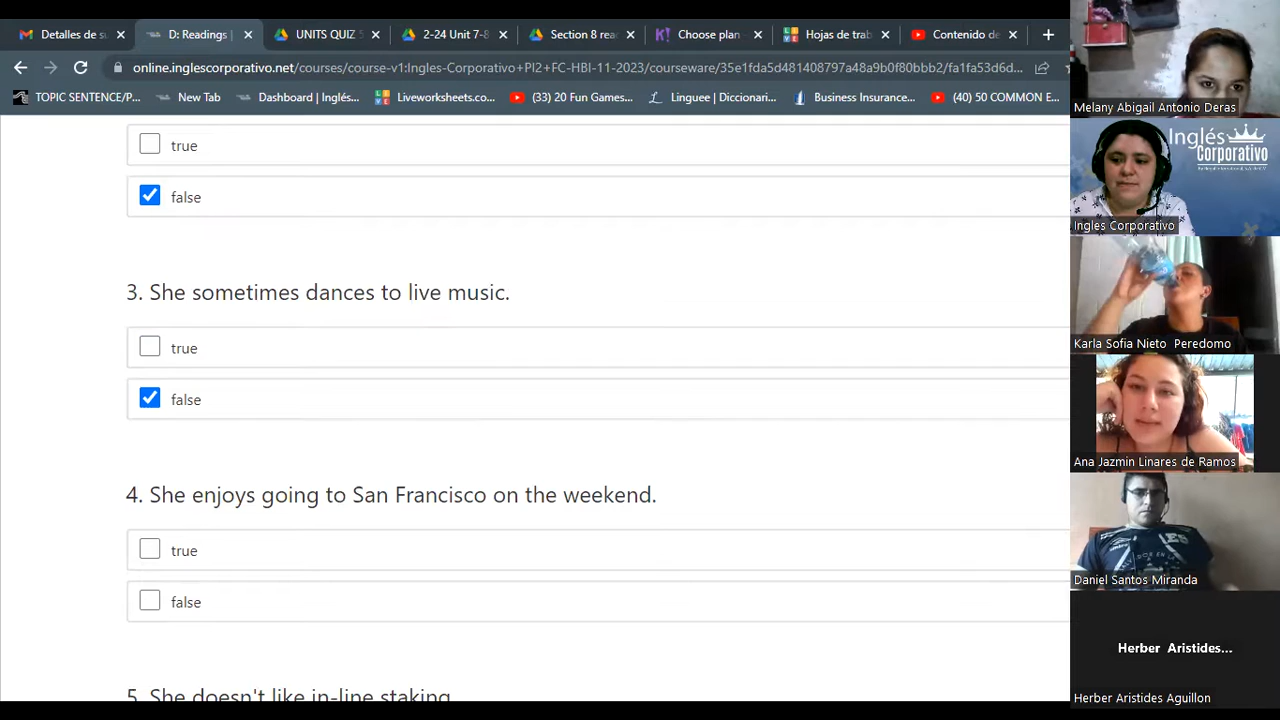 Detalles de su
D: Readings |
UNITS QUIZ S
2-24 Unit 7-8
Section 8 rea
Choose plan -
Hojas de trab
Contenido de
online.inglescorporativo.net/courses/course-v1:Ingles-Corporativo+PI2+FC-HBI-11-2023/courseware/35e1fda5d481408797a48a9b0f80bbb2/fa1fa53d6d...
TOPIC SENTENCE/P...
New Tab
Dashboard | Inglés...
Liveworksheets.co...
(33) 20 Fun Games...
Linguee | Diccionari...
Business Insurance...
(40) 50 COMMON E...
true
false
3. She sometimes dances to live music.
true
false
4. She enjoys going to San Francisco on the weekend.
true
false
5. She doesn't like in-line staking.
Melany Abigail Antonio Deras
Inglés
Corporativo
Ingles Corporativo
Karla Sofia Nieto Peredomo
Ana Jazmin Linares de Ramos
Daniel Santos Miranda
Herber Aristides...
Herber Aristides Aguillon